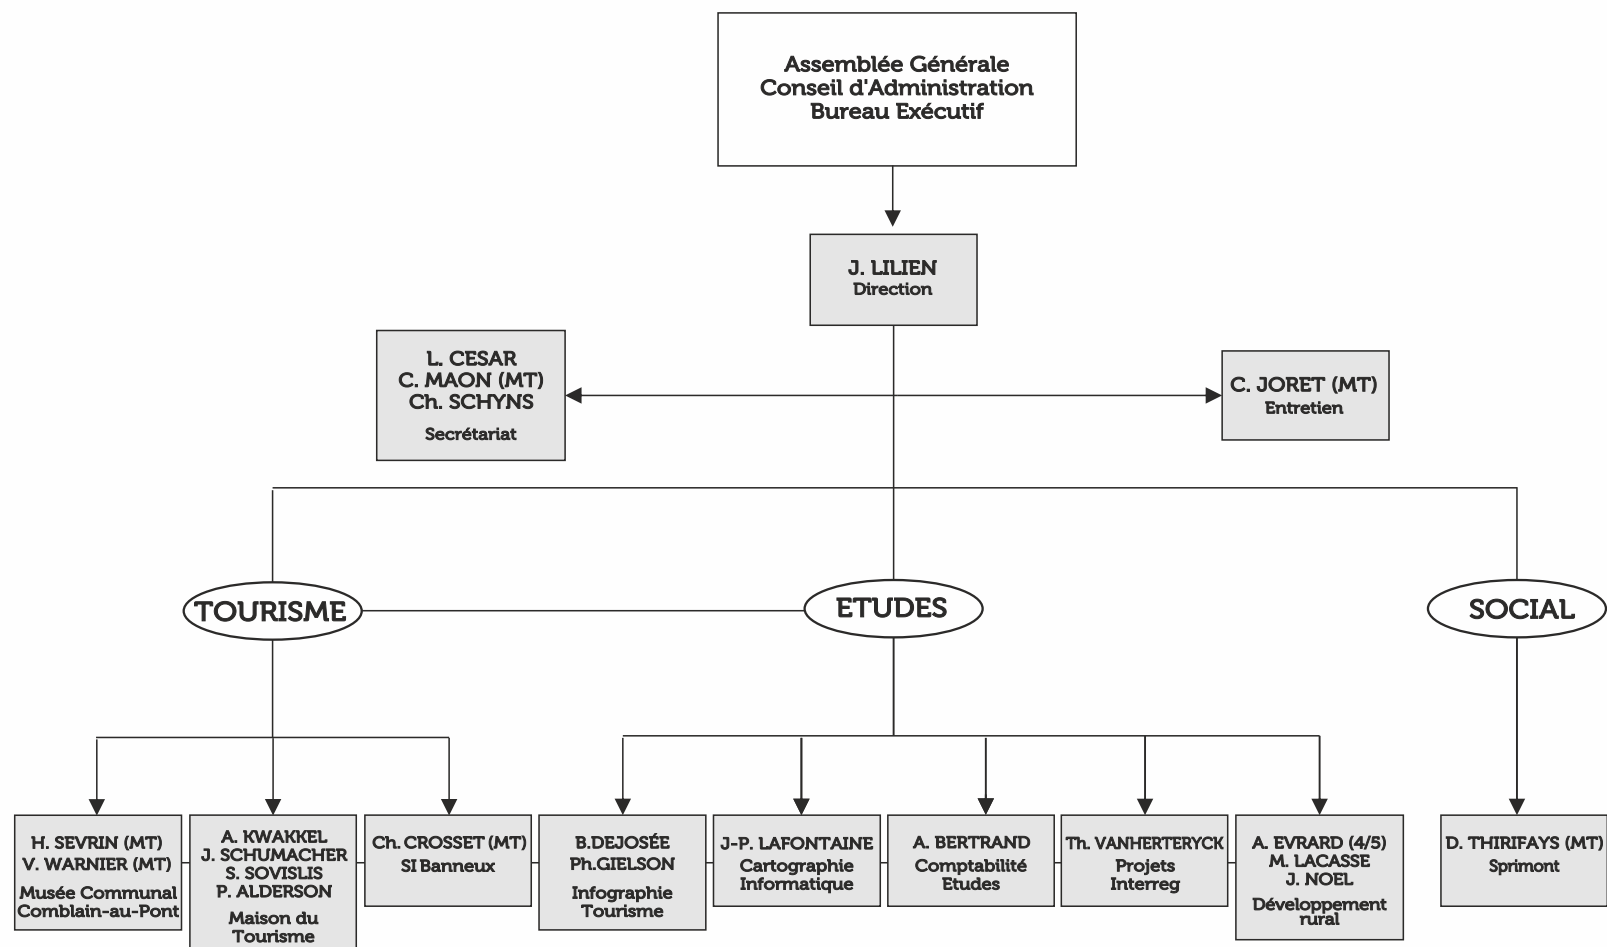 Assemblée Générale
Conseil d'Administration
Bureau Exécutif
J. LILIEN
Direction
L. CESAR
C. MAON (MT)
Ch. SCHYNS
Secrétariat
C. JORET (MT)
Entretien
TOURISME
ETUDES
SOCIAL
H. SEVRIN (MT)
V. WARNIER (MT)
Musée Communal
Comblain-au-Pont
A. KWAKKEL
J. SCHUMACHER
S. SOVISLIS
P. ALDERSON
Maison du
Tourisme
Ch. CROSSET (MT)
SI Banneux
B.DEJOSÉE
Ph.GIELSON
Infographie
Tourisme
J-P. LAFONTAINE
Cartographie
Informatique
A. BERTRAND
Comptabilité
Etudes
Th. VANHERTERYCK
Projets
Interreg
A. EVRARD (4/5)
M. LACASSE
J. NOEL
Développement
rural
D. THIRIFAYS (MT)
Sprimont